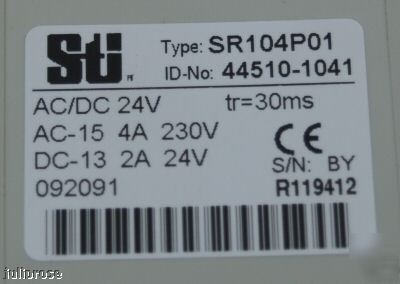 Sti
R
Type: SR104P01
ID-No: 44510-1041
AC/DC 24V tr=30ms
AC-15 4A 230V
DC-13 2A 24V
CE
S/N: BY
092091 R119412
iuliorose